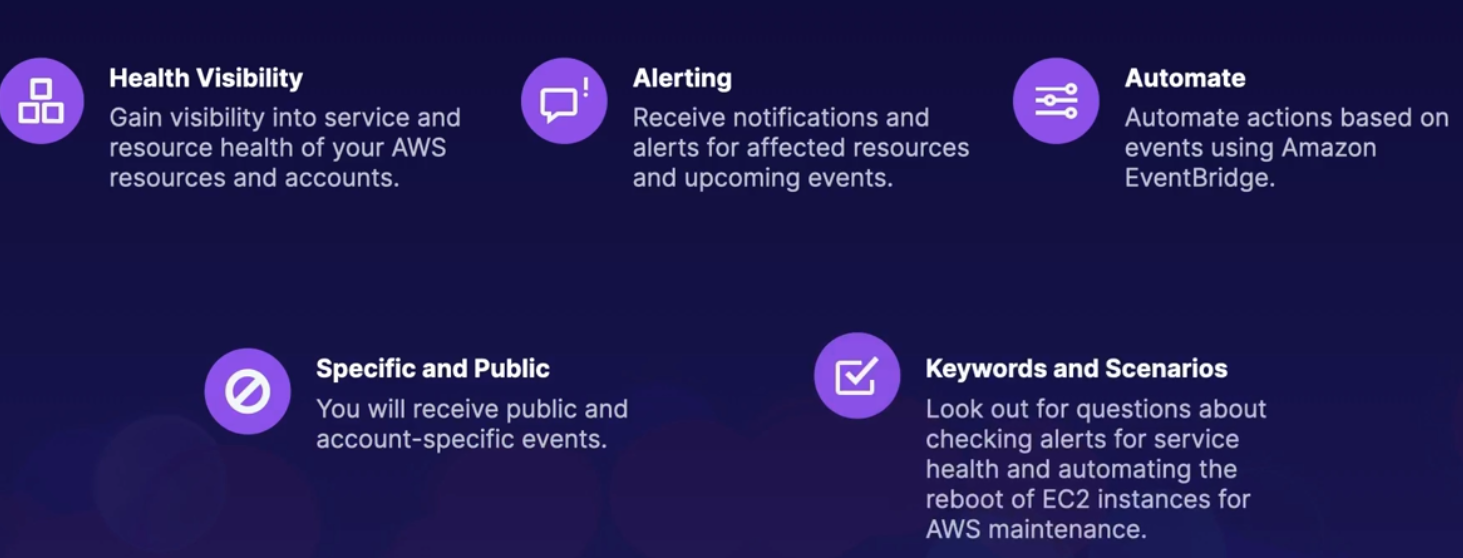 Health Visibility
Gain visibility into service and
resource health of your AWS
resources and accounts.
Alerting
Receive notifications and
alerts for affected resources
and upcoming events.
Automate
Automate actions based on
events using Amazon
EventBridge.
Specific and Public
You will receive public and
account-specific events.
Keywords and Scenarios
Look out for questions about
checking alerts for service
health and automating the
reboot of EC2 instances for
AWS maintenance.